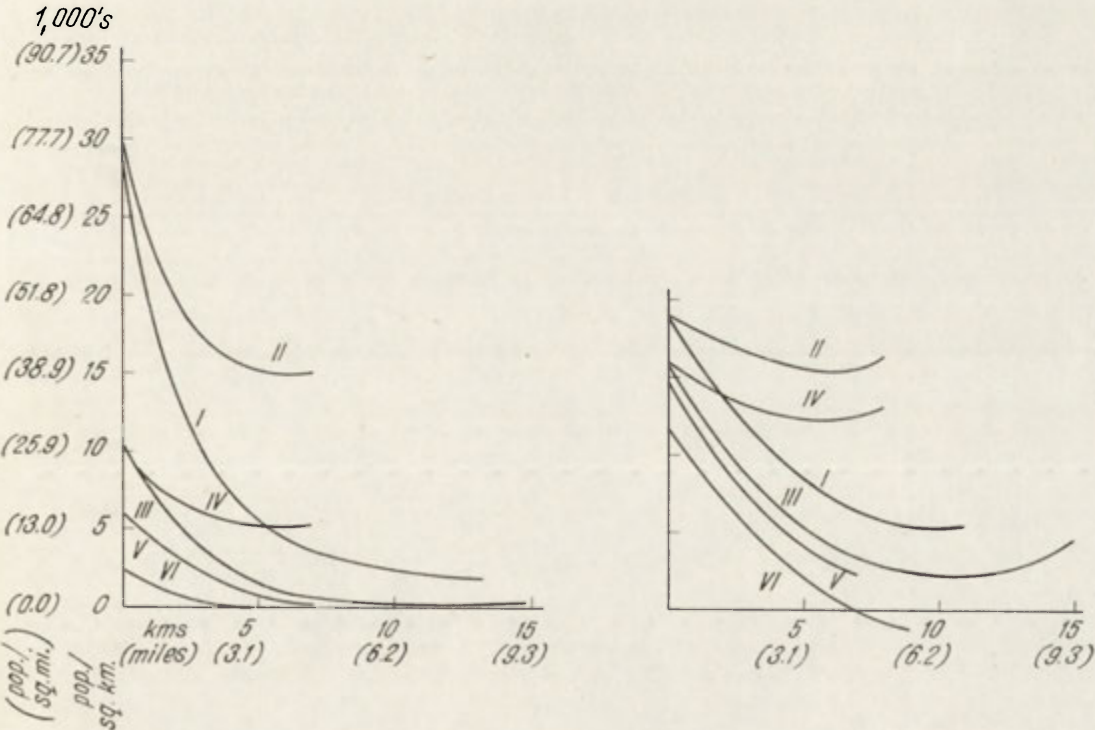 1,000's
(90.7) 35
(77.7) 30
(64.8) 25
(51.8) 20
(38.9) 15
(25.9) 10
(13.0) 5
(0.0) 0
II
I
IV
III
V
VI
kms 5 10 15
(miles) (3.1) (6.2) (9.3)
(pop./
sq.mi.)
pop./
sq. km.
II
IV
I
III
V
VI
5 10 15
(3.1) (6.2) (9.3)